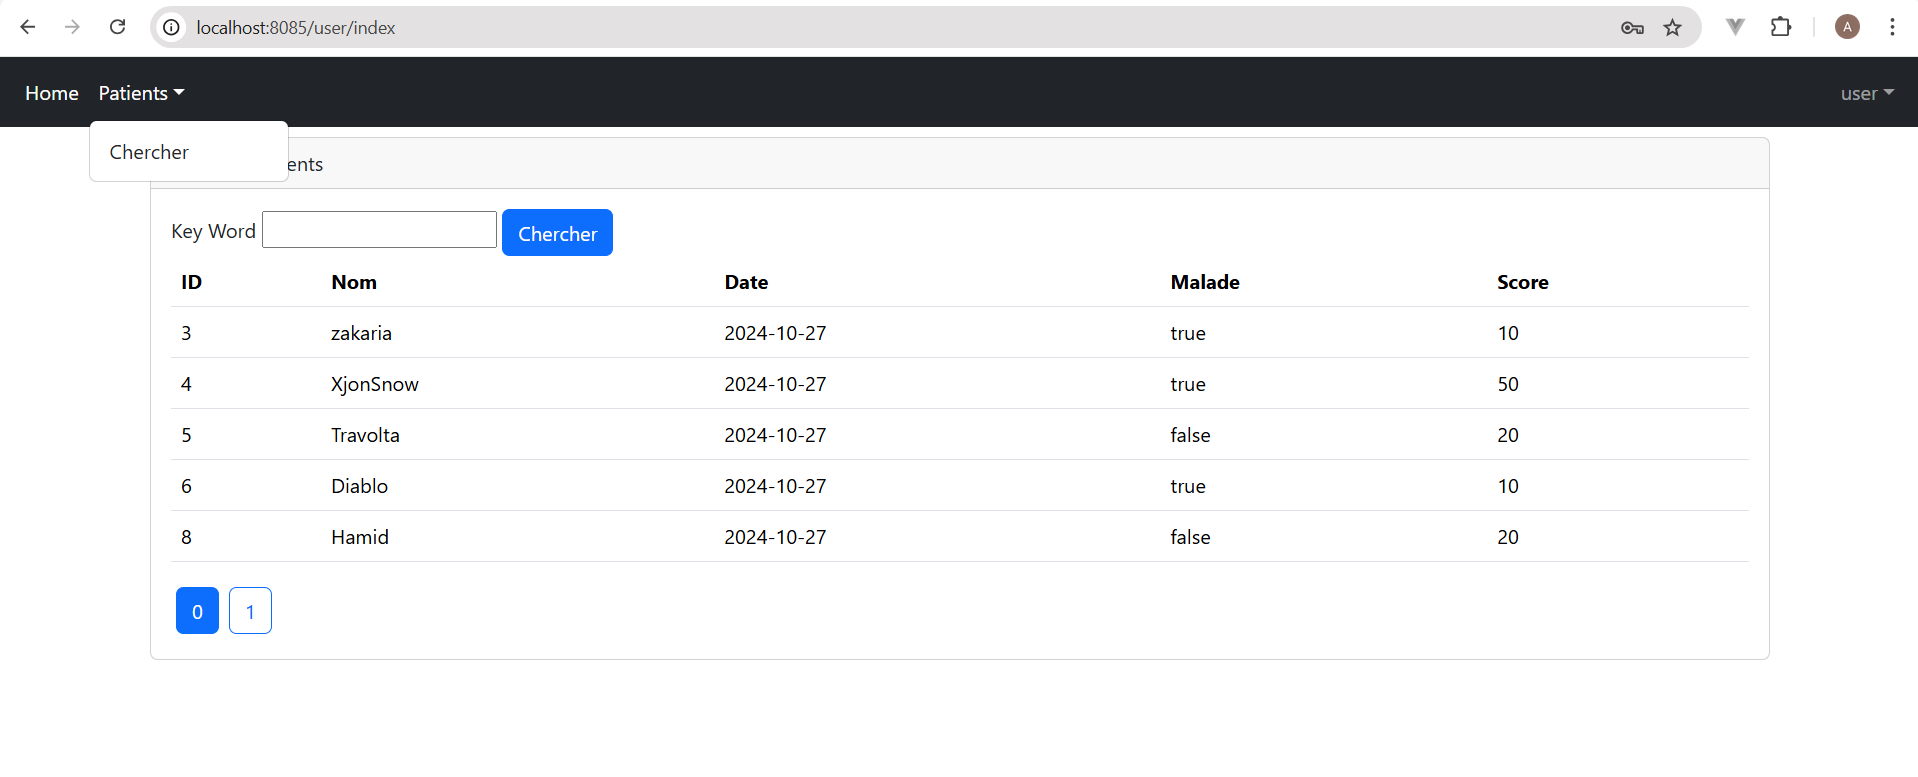 localhost:8085/user/index
A
Home Patients user
Chercher
ents
Key Word Chercher
ID Nom Date Malade Score
3 zakaria 2024-10-27 true 10
4 XjonSnow 2024-10-27 true 50
5 Travolta 2024-10-27 false 20
6 Diablo 2024-10-27 true 10
8 Hamid 2024-10-27 false 20
0 1